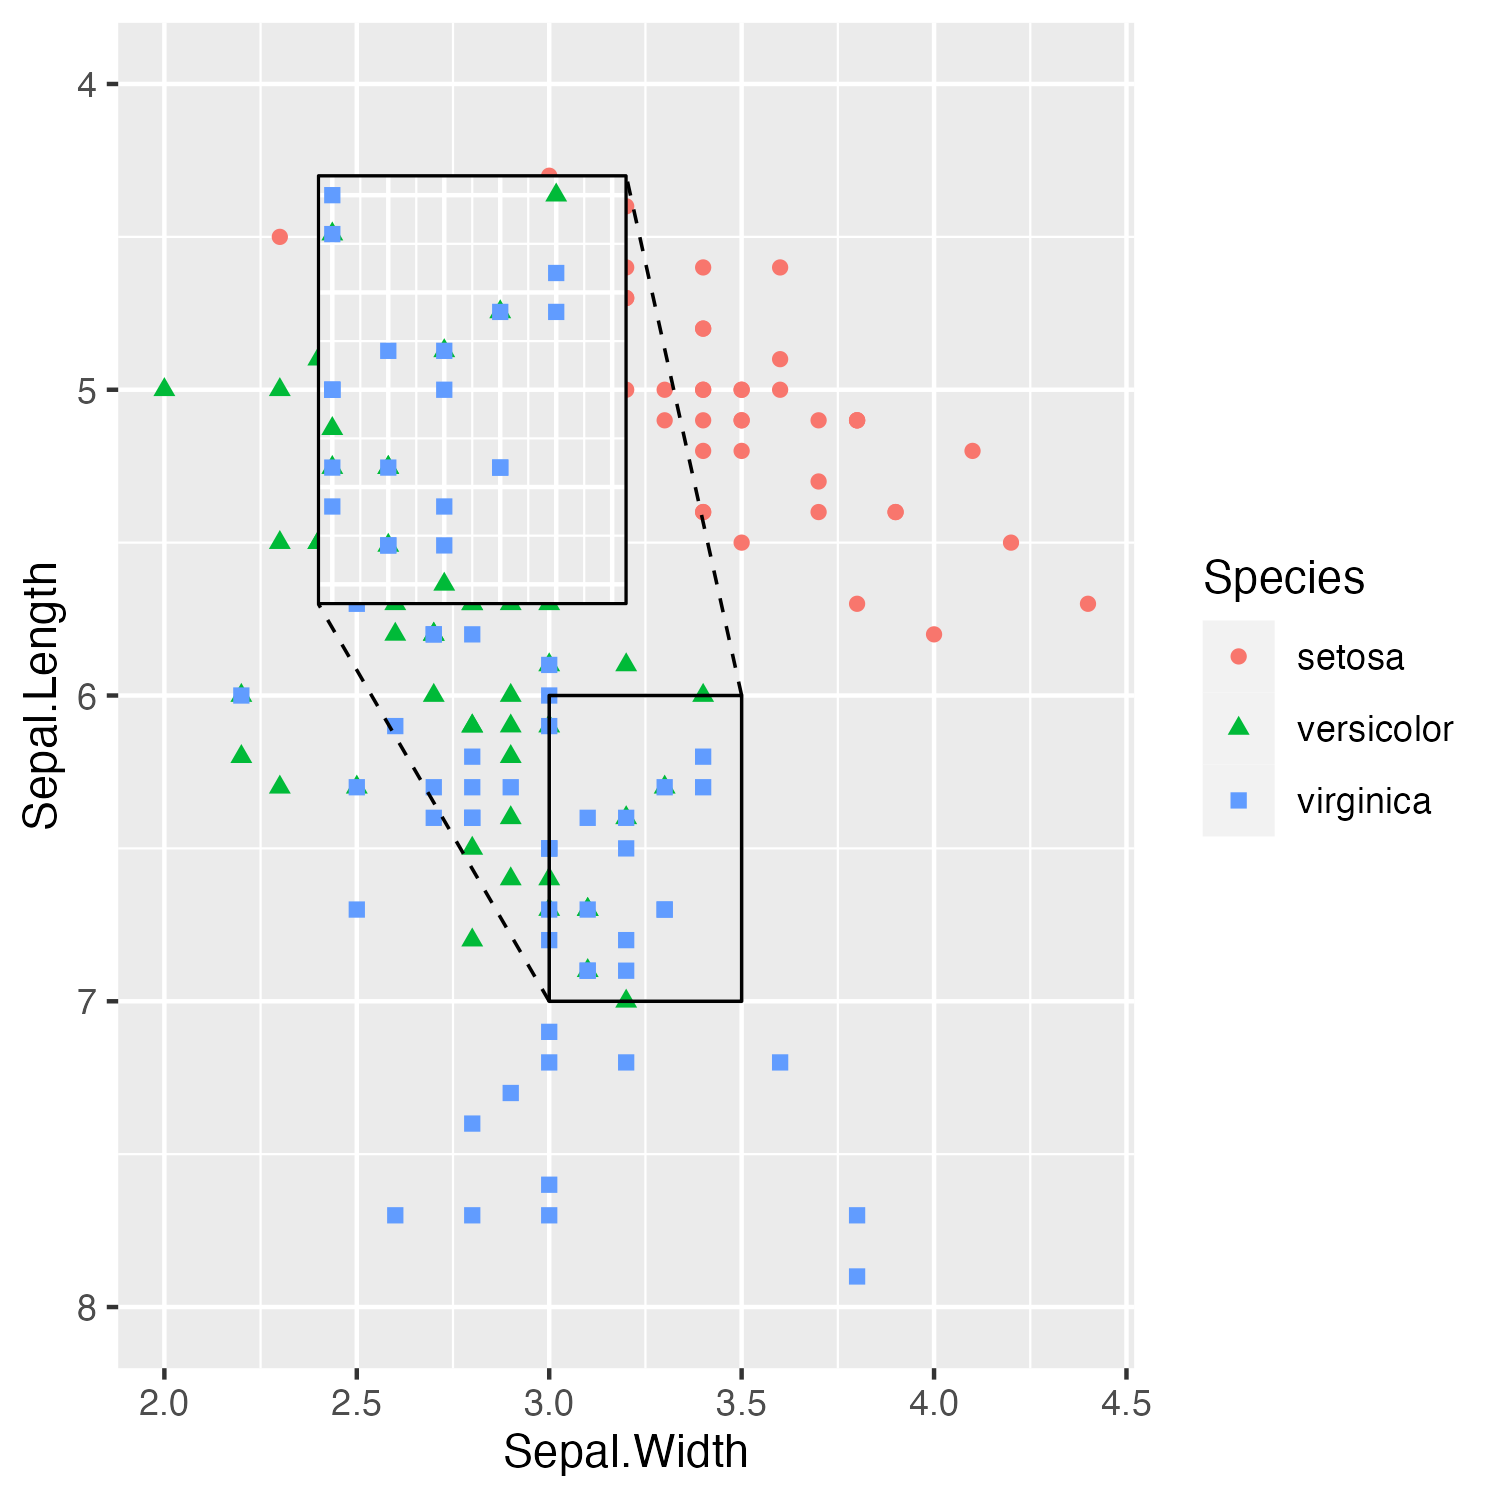 4
5
6
7
8
Sepal.Length
2.0 2.5 3.0 3.5 4.0 4.5
Sepal.Width
Species
setosa
versicolor
virginica